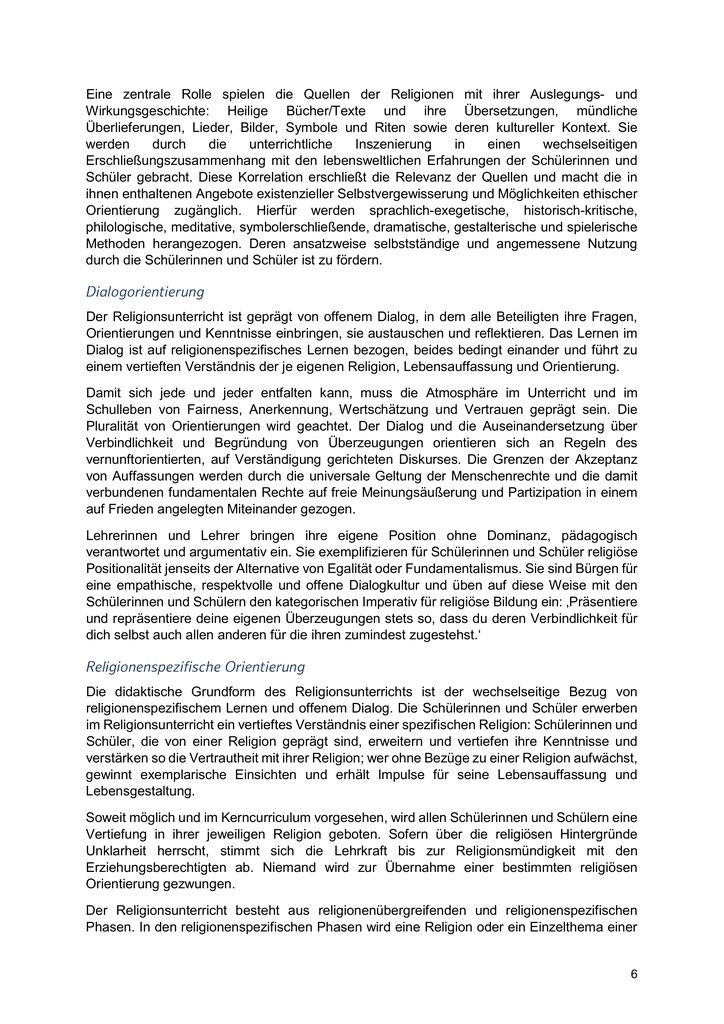 Eine zentrale Rolle spielen die Quellen der Religionen mit ihrer Auslegungs- und
Wirkungsgeschichte: Heilige Bücher/Texte und ihre Übersetzungen, mündliche
Überlieferungen, Lieder, Bilder, Symbole und Riten sowie deren kultureller Kontext. Sie
werden durch die unterrichtliche Inszenierung in einen wechselseitigen
Erschließungszusammenhang mit den lebensweltlichen Erfahrungen der Schülerinnen und
Schüler gebracht. Diese Korrelation erschließt die Relevanz der Quellen und macht die in
ihnen enthaltenen Angebote existenzieller Selbstvergewisserung und Möglichkeiten ethischer
Orientierung zugänglich. Hierfür werden sprachlich-exegetische, historisch-kritische,
philologische, meditative, symbolerschließende, dramatische, gestalterische und spielerische
Methoden herangezogen. Deren ansatzweise selbstständige und angemessene Nutzung
durch die Schülerinnen und Schüler ist zu fördern.
Dialogorientierung
Der Religionsunterricht ist geprägt von offenem Dialog, in dem alle Beteiligten ihre Fragen,
Orientierungen und Kenntnisse einbringen, sie austauschen und reflektieren. Das Lernen im
Dialog ist auf religionenspezifisches Lernen bezogen, beides bedingt einander und führt zu
einem vertieften Verständnis der je eigenen Religion, Lebensauffassung und Orientierung.
Damit sich jede und jeder entfalten kann, muss die Atmosphäre im Unterricht und im
Schulleben von Fairness, Anerkennung, Wertschätzung und Vertrauen geprägt sein. Die
Pluralität von Orientierungen wird geachtet. Der Dialog und die Auseinandersetzung über
Verbindlichkeit und Begründung von Überzeugungen orientieren sich an Regeln des
vernunftorientierten, auf Verständigung gerichteten Diskurses. Die Grenzen der Akzeptanz
von Auffassungen werden durch die universale Geltung der Menschenrechte und die damit
verbundenen fundamentalen Rechte auf freie Meinungsäußerung und Partizipation in einem
auf Frieden angelegten Miteinander gezogen.
Lehrerinnen und Lehrer bringen ihre eigene Position ohne Dominanz, pädagogisch
verantwortet und argumentativ ein. Sie exemplifizieren für Schülerinnen und Schüler religiöse
Positionalität jenseits der Alternative von Egalität oder Fundamentalismus. Sie sind Bürgen für
eine empathische, respektvolle und offene Dialogkultur und üben auf diese Weise mit den
Schülerinnen und Schülern den kategorischen Imperativ für religiöse Bildung ein: ‚Präsentiere
und repräsentiere deine eigenen Überzeugungen stets so, dass du deren Verbindlichkeit für
dich selbst auch allen anderen für die ihren zumindest zugestehst.‘
Religionenspezifische Orientierung
Die didaktische Grundform des Religionsunterrichts ist der wechselseitige Bezug von
religionenspezifischem Lernen und offenem Dialog. Die Schülerinnen und Schüler erwerben
im Religionsunterricht ein vertieftes Verständnis einer spezifischen Religion: Schülerinnen und
Schüler, die von einer Religion geprägt sind, erweitern und vertiefen ihre Kenntnisse und
verstärken so die Vertrautheit mit ihrer Religion; wer ohne Bezüge zu einer Religion aufwächst,
gewinnt exemplarische Einsichten und erhält Impulse für seine Lebensauffassung und
Lebensgestaltung.
Soweit möglich und im Kerncurriculum vorgesehen, wird allen Schülerinnen und Schülern eine
Vertiefung in ihrer jeweiligen Religion geboten. Sofern über die religiösen Hintergründe
Unklarheit herrscht, stimmt sich die Lehrkraft bis zur Religionsmündigkeit mit den
Erziehungsberechtigten ab. Niemand wird zur Übernahme einer bestimmten religiösen
Orientierung gezwungen.
Der Religionsunterricht besteht aus religionenübergreifenden und religionenspezifischen
Phasen. In den religionenspezifischen Phasen wird eine Religion oder ein Einzelthema einer
6